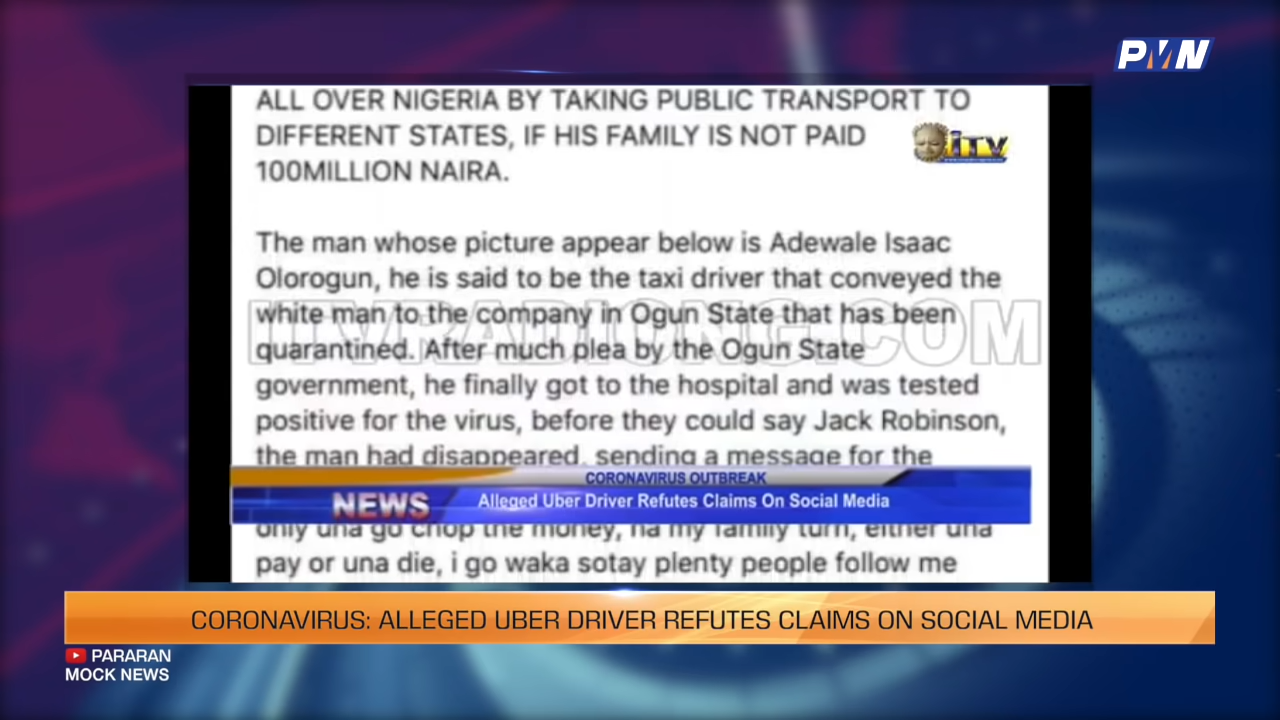 PMN
ALL OVER NIGERIA BY TAKING PUBLIC TRANSPORT TO
DIFFERENT STATES, IF HIS FAMILY IS NOT PAID
100MILLION NAIRA.
iTV
The man whose picture appear below is Adewale Isaac
Olorogun, he is said to be the taxi driver that conveyed the
white man to the company in Ogun State that has been
quarantined. After much plea by the Ogun State
government, he finally got to the hospital and was tested
positive for the virus, before they could say Jack Robinson,
the man had disappeared, sending a message for the
ITVRADIONG.COM
CORONAVIRUS OUTBREAK
NEWS
Alleged Uber Driver Refutes Claims On Social Media
only una go chop the money, na my family turn, either una
pay or una die, i go waka sotay plenty people follow me
CORONAVIRUS: ALLEGED UBER DRIVER REFUTES CLAIMS ON SOCIAL MEDIA
PARARAN
MOCK NEWS